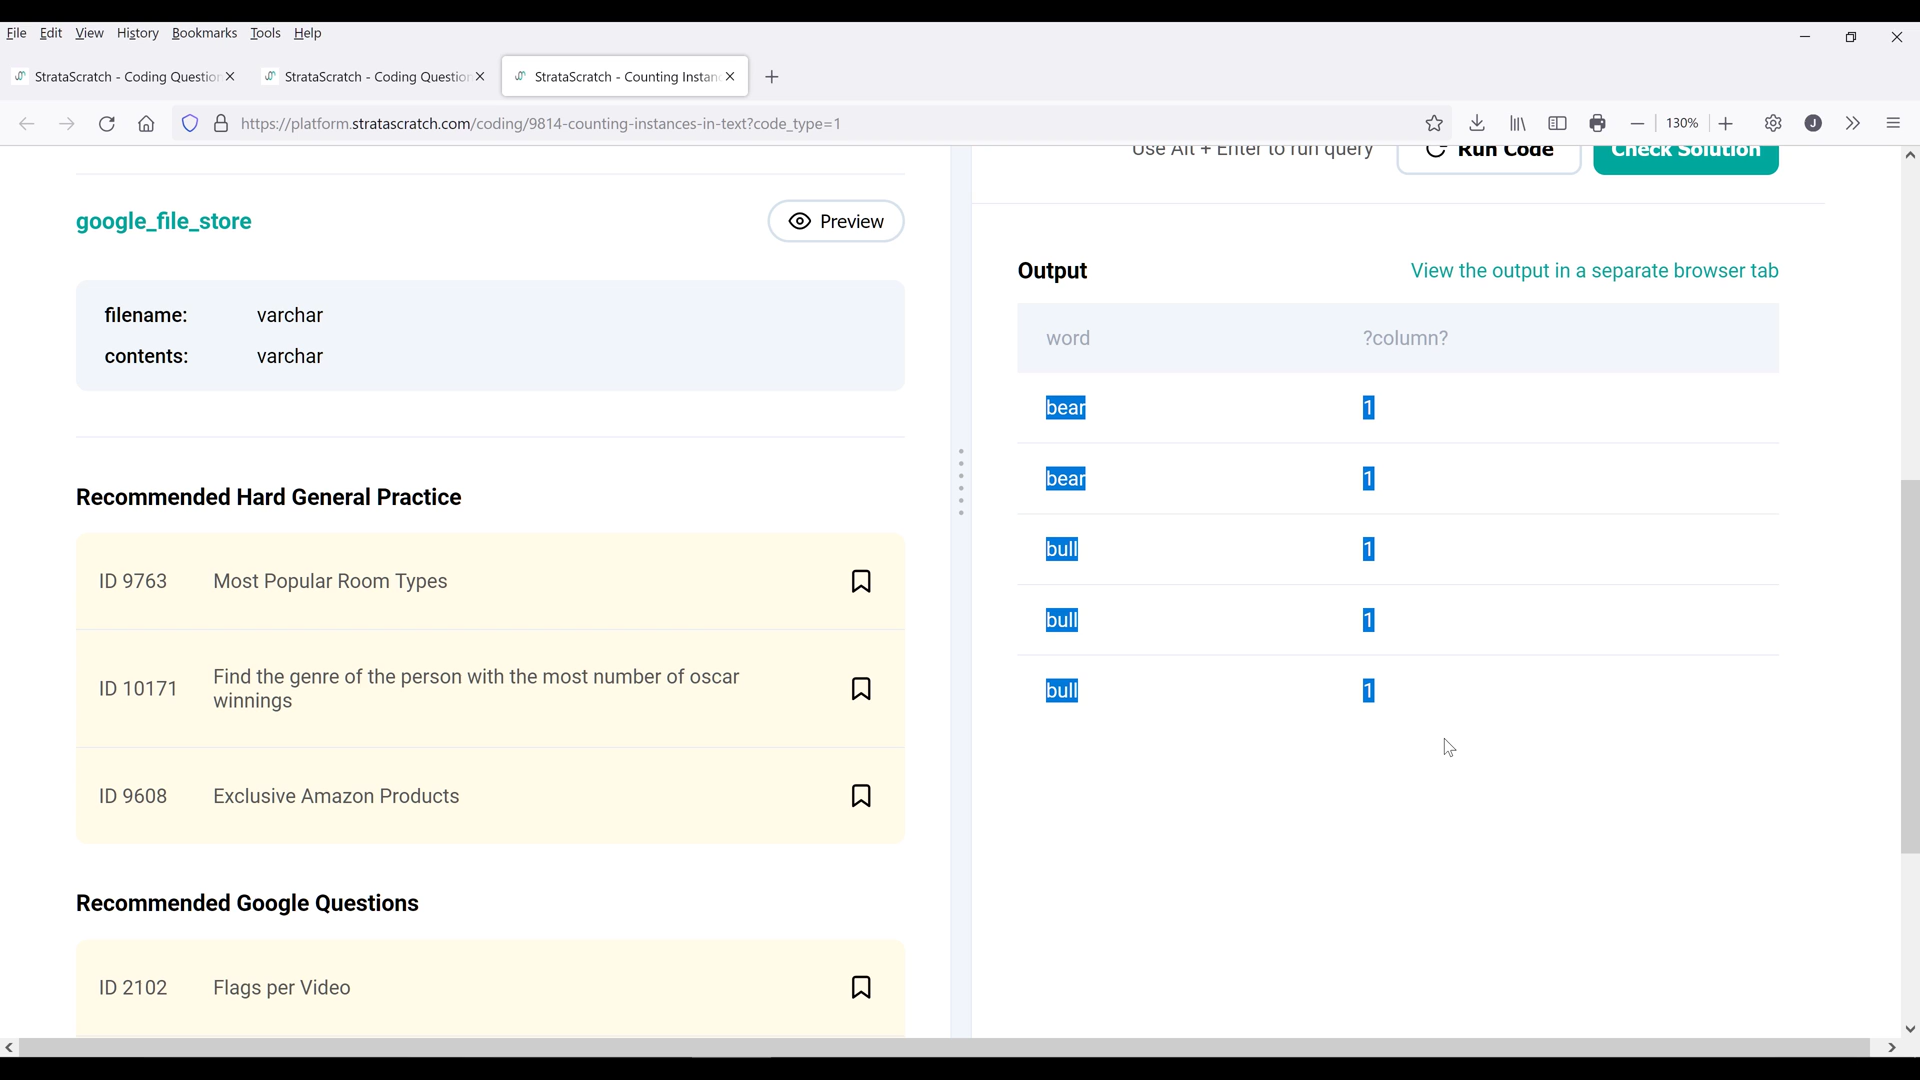 File Edit View History Bookmarks Tools Help
StrataScratch - Coding Question StrataScratch - Coding Question StrataScratch - Counting Instan
https://platform.stratascratch.com/coding/9814-counting-instances-in-text?code_type=1
130%
J
Use Alt + Enter to run query Run Code Check Solution
google_file_store
Preview
filename: varchar
contents: varchar
Recommended Hard General Practice
ID 9763 Most Popular Room Types
ID 10171 Find the genre of the person with the most number of oscar
winnings
ID 9608 Exclusive Amazon Products
Recommended Google Questions
ID 2102 Flags per Video
Output View the output in a separate browser tab
word ?column?
bear 1
bear 1
bull 1
bull 1
bull 1